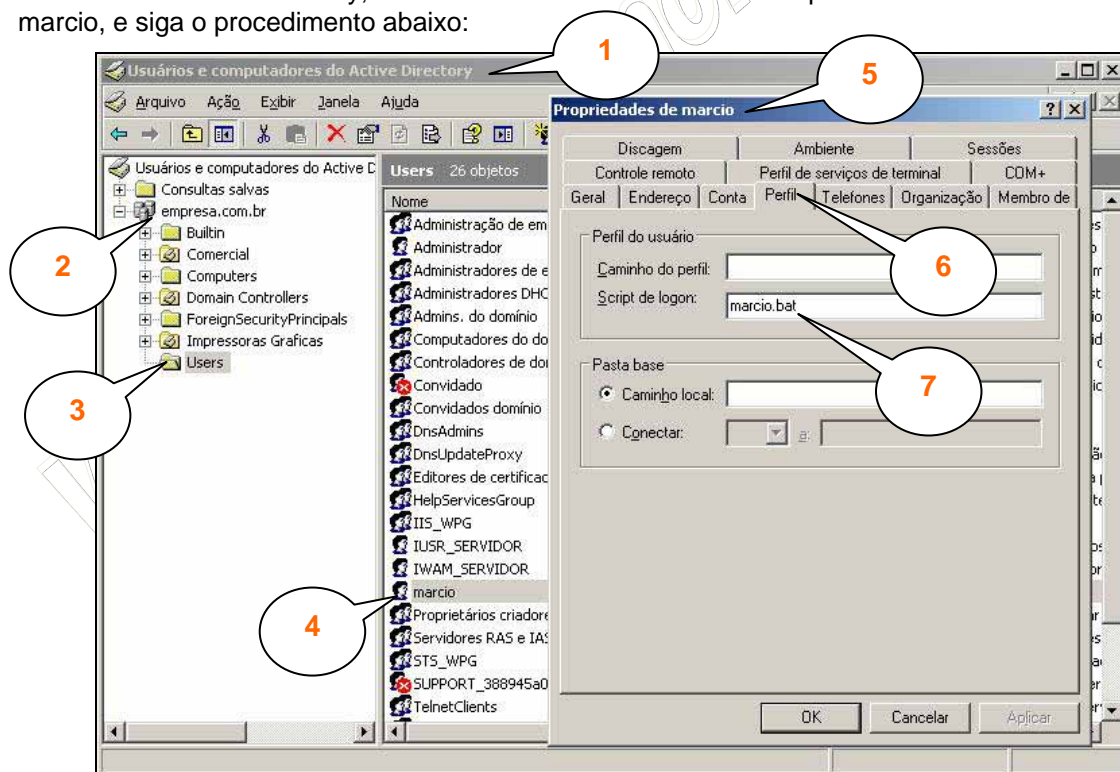 marcio, e siga o procedimento abaixo:
1
5
Usuários e computadores do Active Directory
Arquivo Ação Exibir Janela Ajuda
Usuários e computadores do Active D
Consultas salvas
empresa.com.br
Builtin
Comercial
Computers
Domain Controllers
ForeignSecurityPrincipals
Impressoras Graficas
Users
2
3
Users 26 objetos
Nome
Administração de em
Administrador
Administradores de e
Administradores DHC
Admins. do domínio
Computadores do do
Controladores de dor
Convidado
Convidados domínio
DnsAdmins
DnsUpdateProxy
Editores de certificac
HelpServicesGroup
IIS_WPG
IUSR_SERVIDOR
IWAM_SERVIDOR
marcio
Proprietários criadore
Servidores RAS e IAS
STS_WPG
SUPPORT_388945a0
TelnetClients
4
Propriedades de marcio
Discagem Ambiente Sessões
Controle remoto Perfil de serviços de terminal COM+
Geral Endereço Conta Perfil Telefones Organização Membro de
Perfil do usuário
Caminho do perfil:
Script de logon: marcio.bat
6
Pasta base
Caminho local:
Conectar: a:
7
OK Cancelar Aplicar